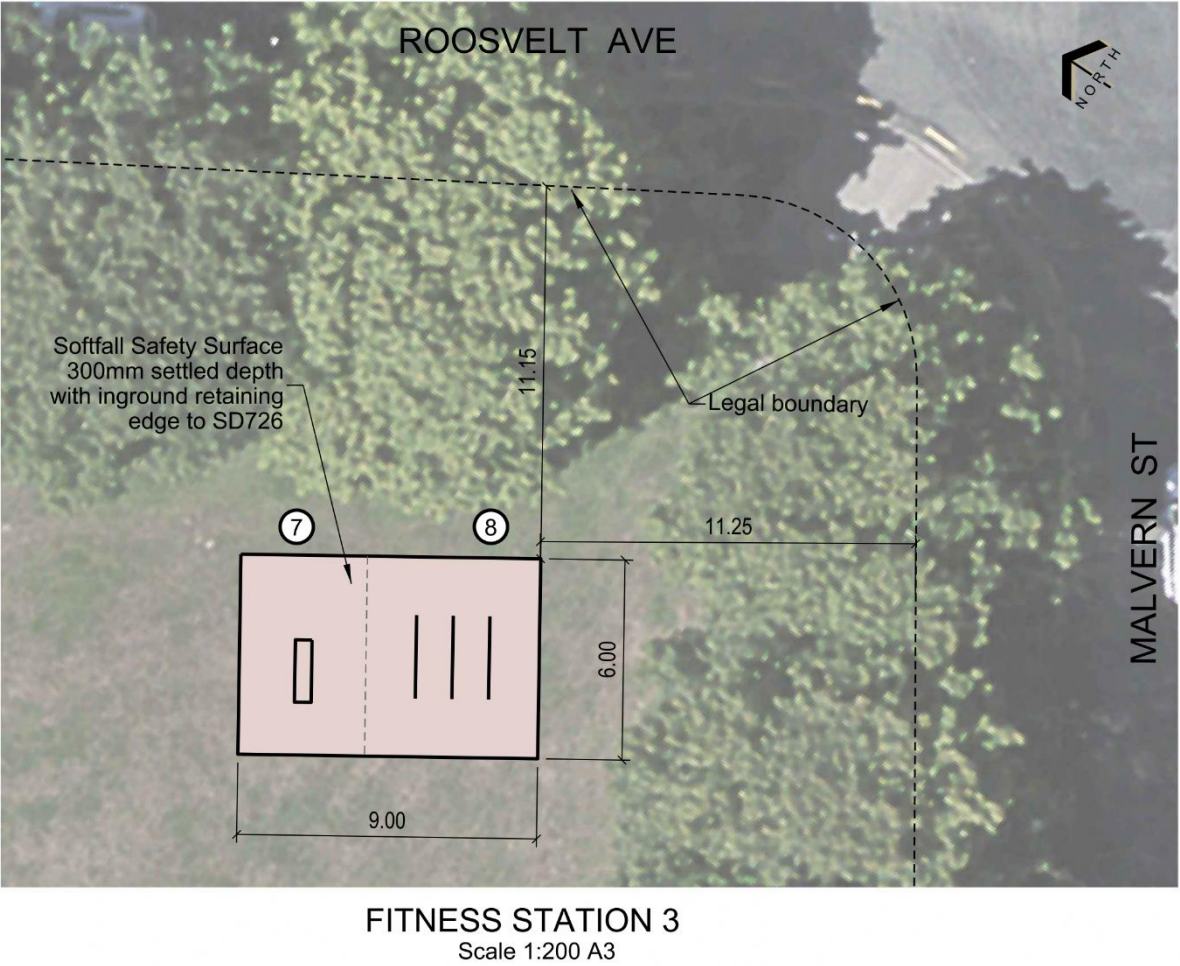 ROOSVELT AVE
NORTH
Softfall Safety Surface
300mm settled depth
with inground retaining
edge to SD726
11.15
Legal boundary
MALVERN ST
7
8
11.25
6.00
9.00
FITNESS STATION 3
Scale 1:200 A3